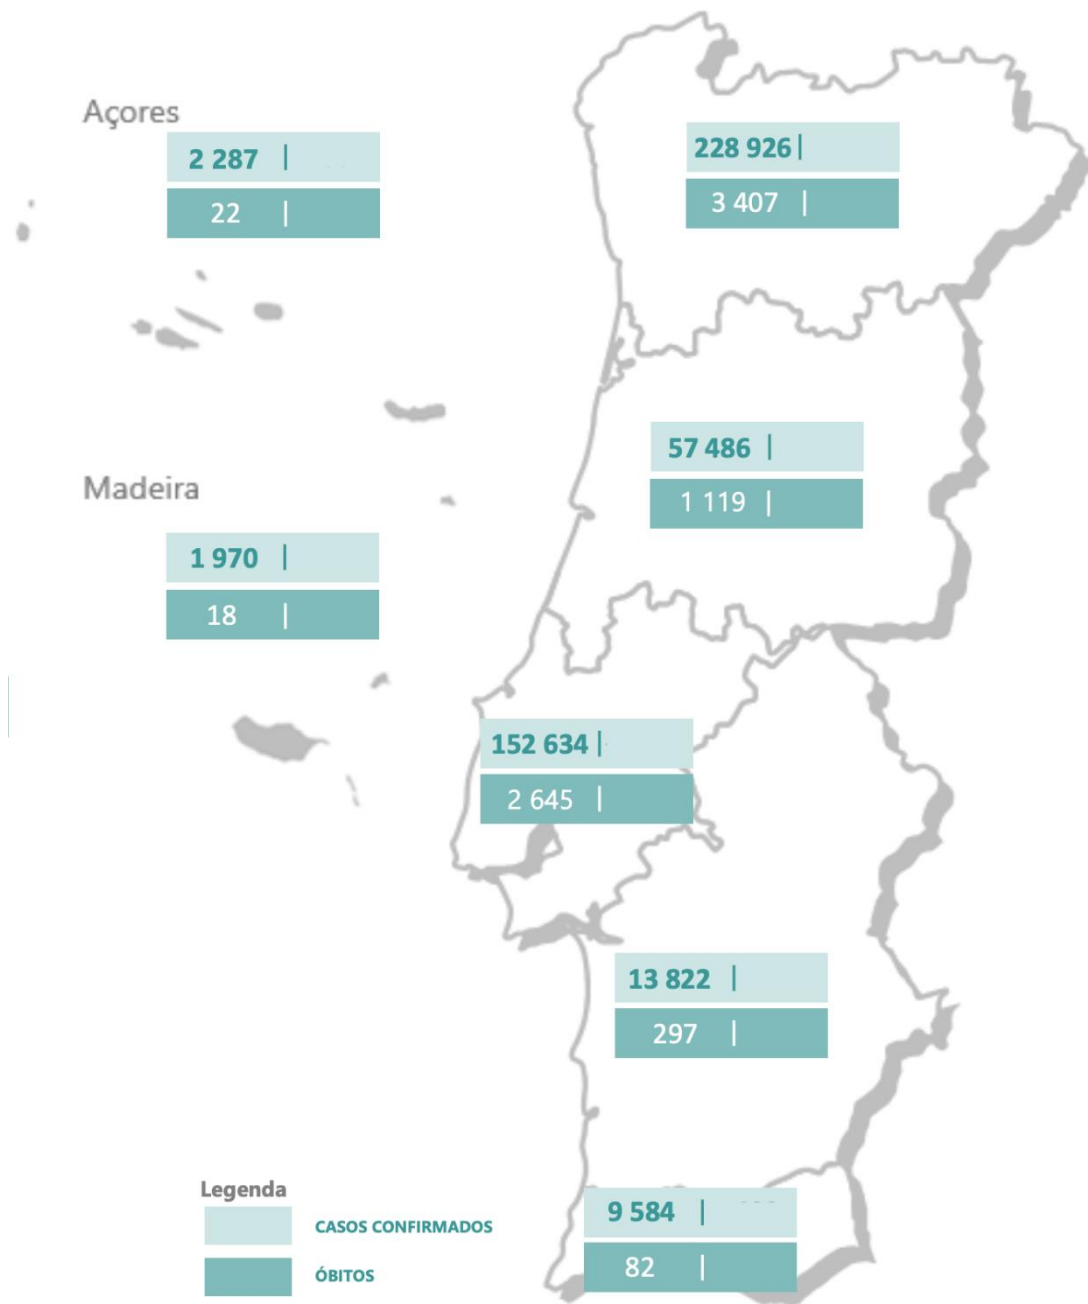 Açores
2 287 |
22 |
228 926 |
3 407 |
57 486 |
1 119 |
Madeira
1 970 |
18 |
152 634 |
2 645 |
13 822 |
297 |
Legenda
CASOS CONFIRMADOS
ÓBITOS
9 584 |
82 |